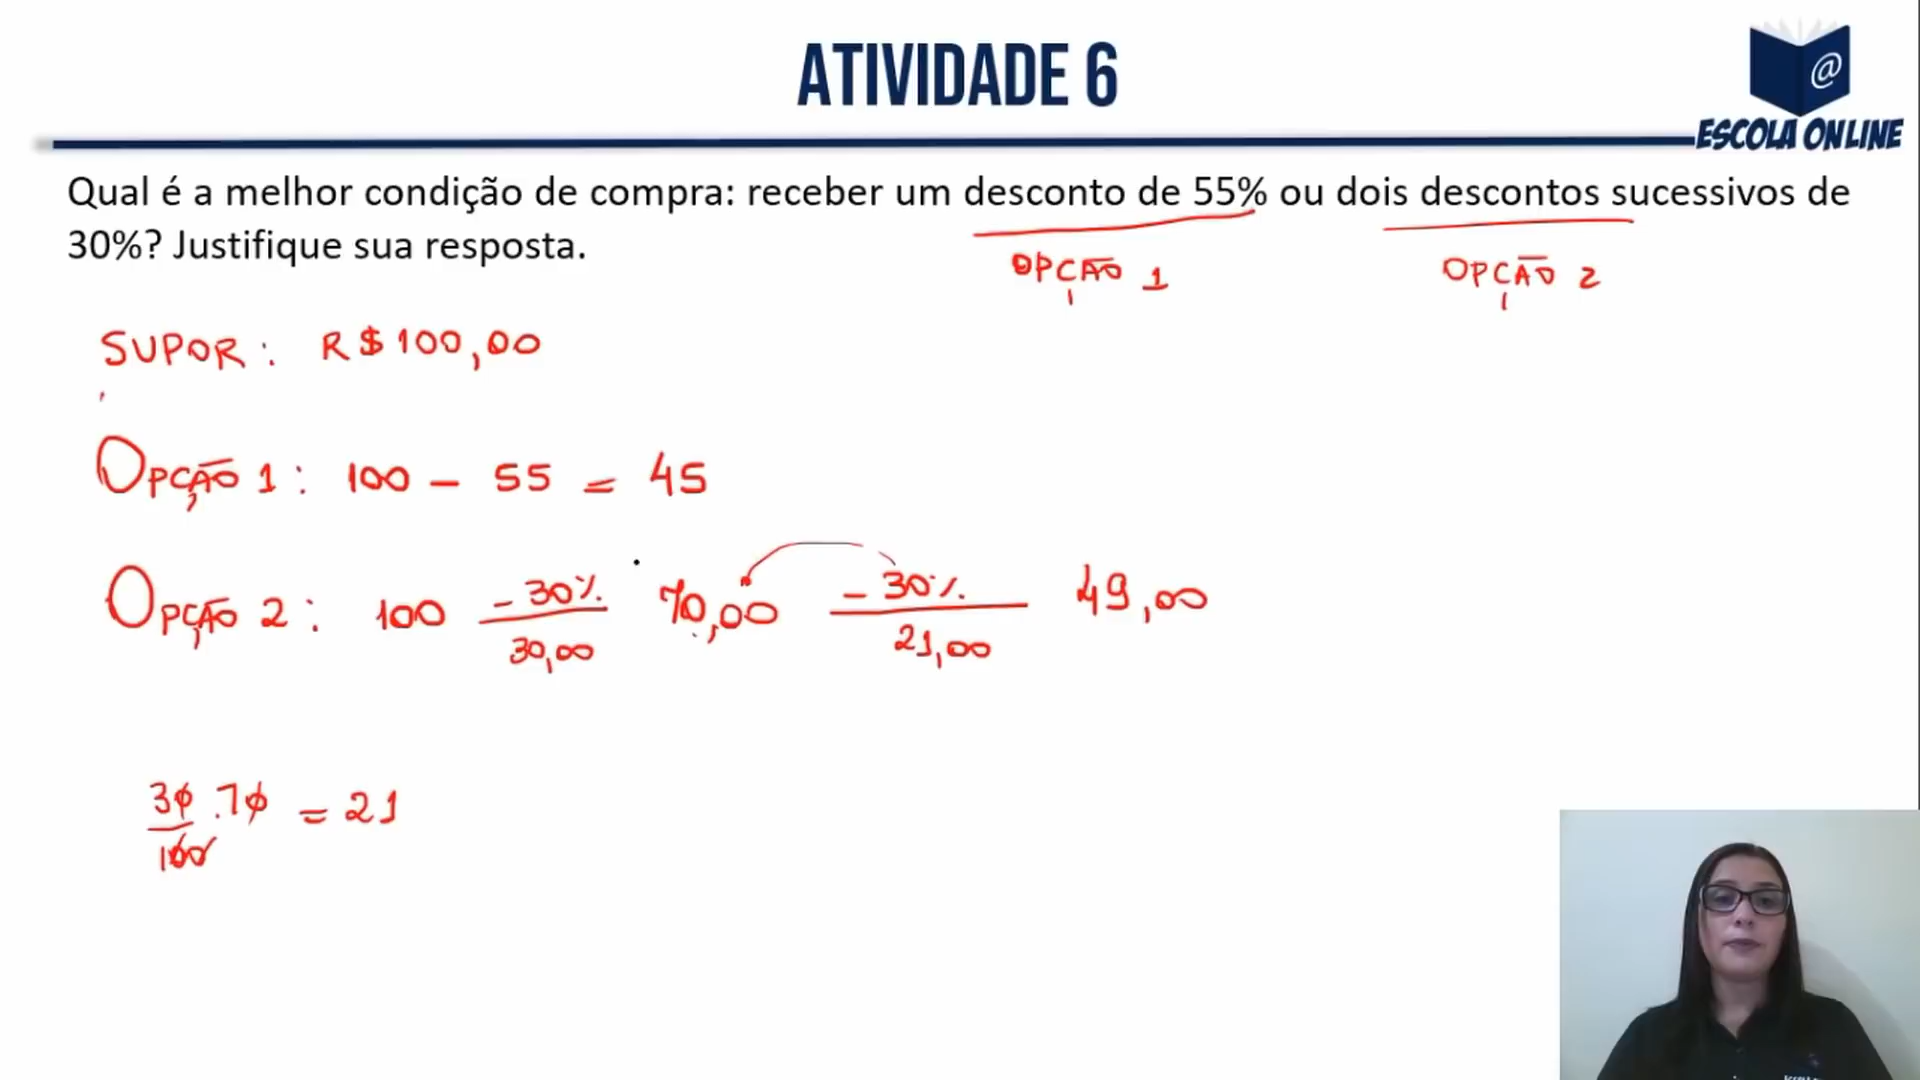 ATIVIDADE 6
@
ESCOLA ONLINE
Qual é a melhor condição de compra: receber um desconto de 55% ou dois descontos sucessivos de
30%? Justifique sua resposta.
OPÇÃO 1
OPÇÃO 2
SUPOR: R$100,00
OPÇÃO 1: 100 - 55 = 45
OPÇÃO 2: 100 - 30% 70,00 - 30% 49,00
30,00 21,00
30 . 70 = 21
100